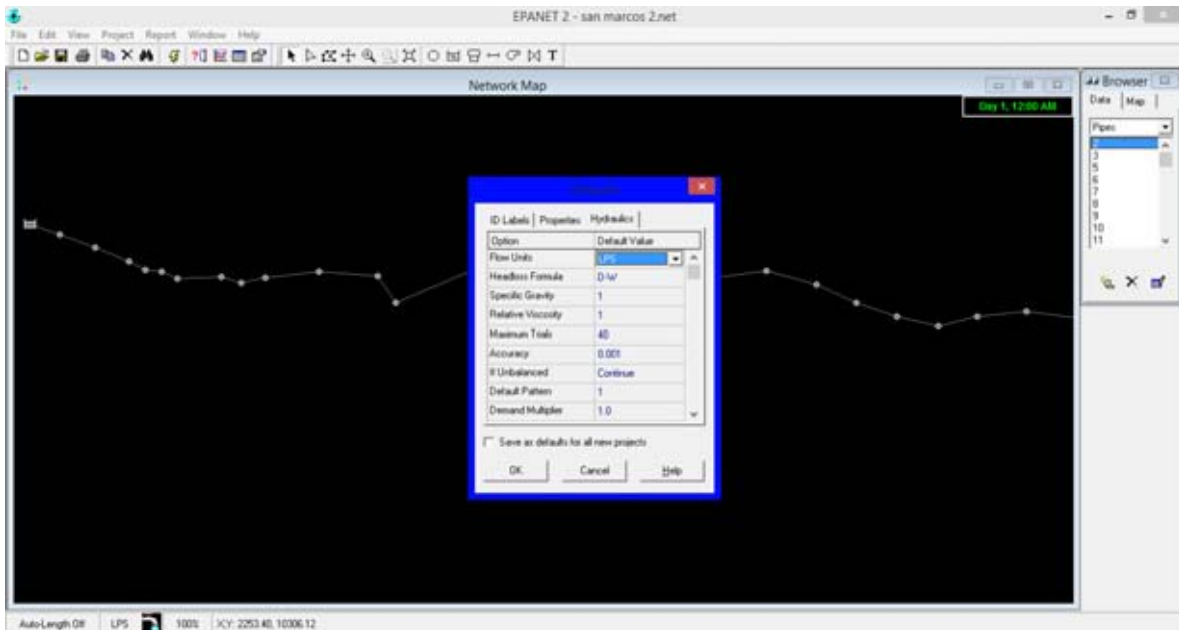 EPANET 2 - san marcos 2.net
File Edit View Project Report Window Help
Network Map
Day 1, 12:00 AM
Browser
Data Map
Pipes
2
3
5
6
7
8
9
10
11
ID Labels Properties Hydraulics
Option Default Value
Flow Units LPS
Headloss Formula D-W
Specific Gravity 1
Relative Viscosity 1
Maximum Trials 40
Accuracy 0.001
If Unbalanced Continue
Default Pattern 1
Demand Multiplier 1.0
Save as defaults for all new projects
OK Cancel Help
Auto-Length Off LPS 100% X,Y: 2253.40, 10306.12